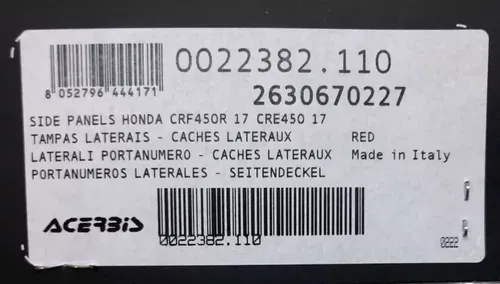 0022382.110
8 052796 444171
2630670227
SIDE PANELS HONDA CRF450R 17 CRE450 17
TAMPAS LATERAIS - CACHES LATERAUX RED
LATERALI PORTANUMERO - CACHES LATERAUX Made in Italy
PORTANUMEROS LATERALES - SEITENDECKEL
ACERBIS
0022382.110
0222